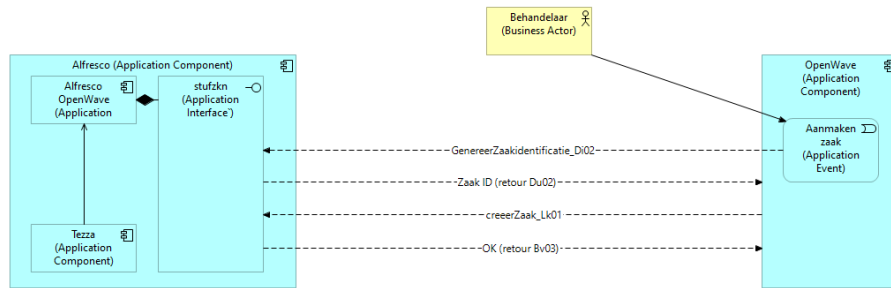 Behandelaar
(Business Actor)
Alfresco (Application Component)
Alfresco
OpenWave
(Application
stufzkn
(Application
Interface`)
OpenWave
(Application
Component)
Aanmaken
zaak
(Application
Event)
GenereerZaakidentificatie_Di02
Zaak ID (retour Du02)
creeerZaak_Lk01
OK (retour Bv03)
Tezza
(Application
Component)